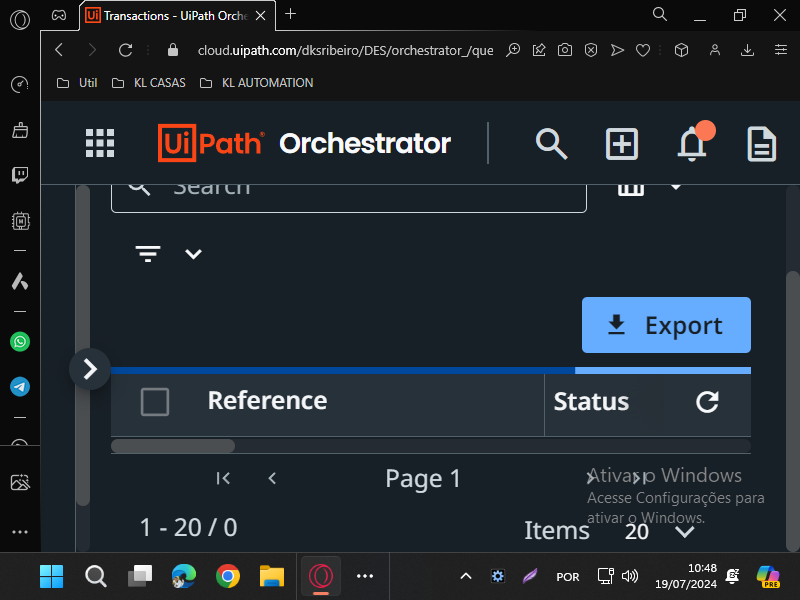 Transactions - UiPath Orche
cloud.uipath.com/dksribeiro/DES/orchestrator_/que
Util
KL CASAS
KL AUTOMATION
UiPath Orchestrator
Search
Export
Reference
Status
Page 1
Ativar o Windows
Acesse Configurações para
ativar o Windows.
1 - 20 / 0
Items 20
POR
10:48
19/07/2024
PRE